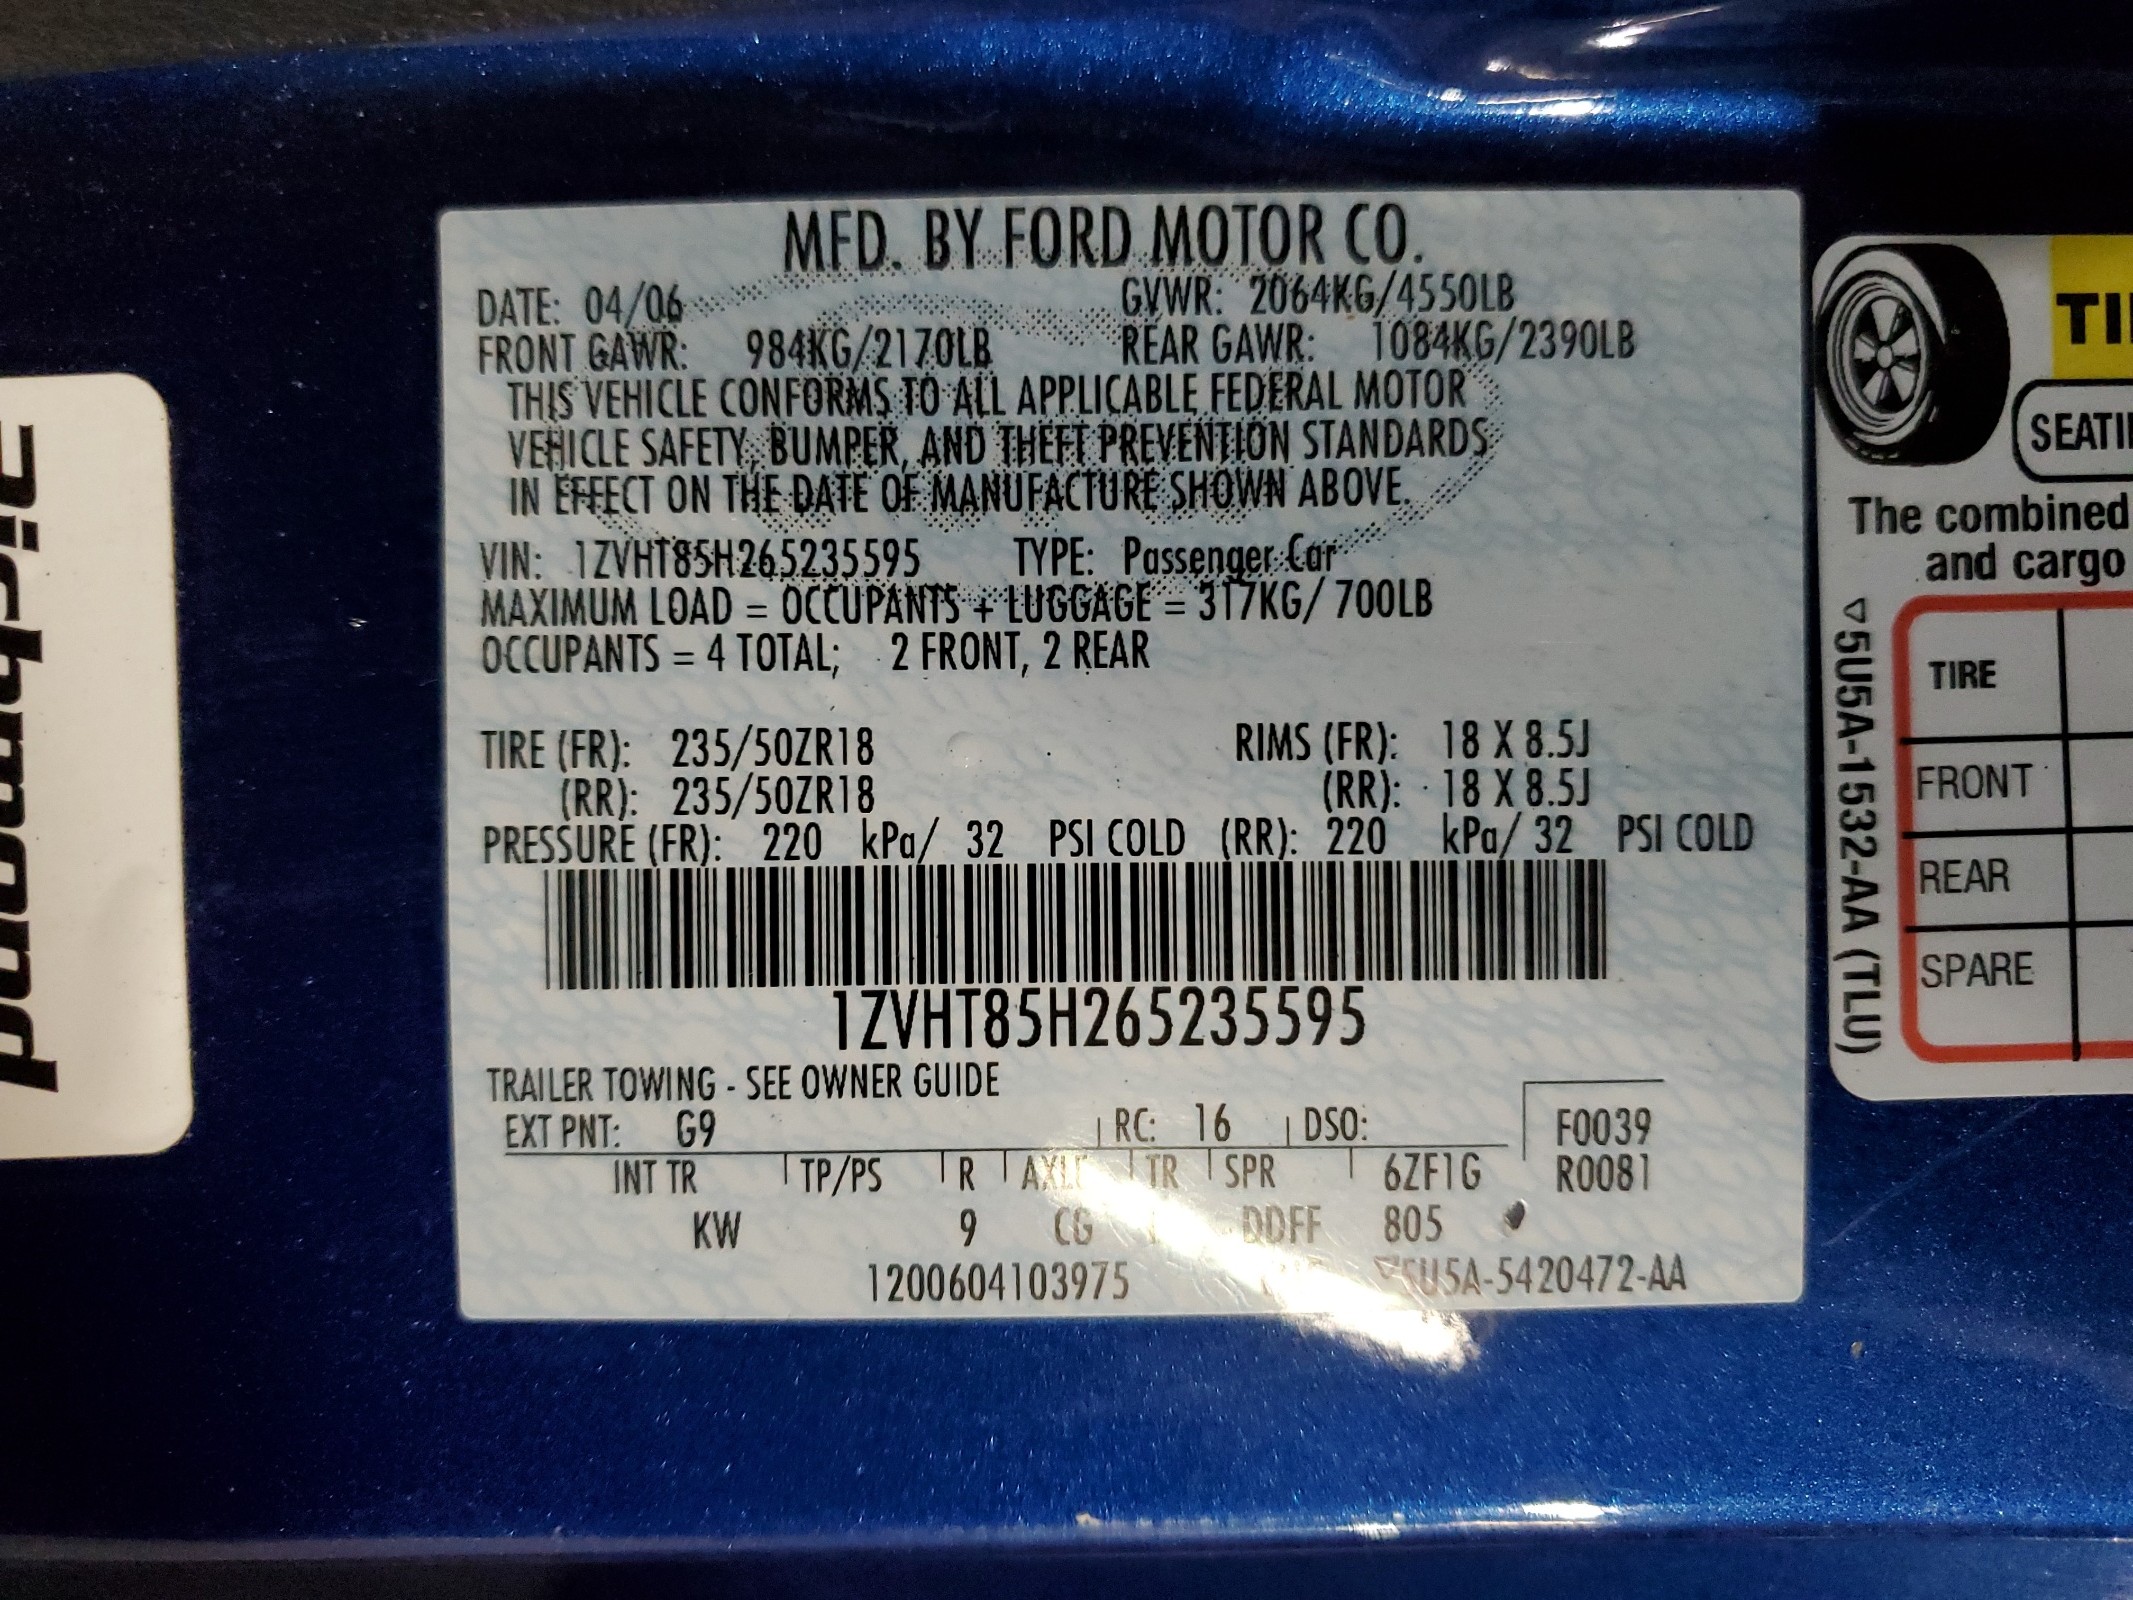 MFD. BY FORD MOTOR CO.
DATE: 04/06 GVWR: 2064KG/4550LB
FRONT GAWR: 984KG/2170LB REAR GAWR: 1084KG/2390LB
THIS VEHICLE CONFORMS TO ALL APPLICABLE FEDERAL MOTOR
VEHICLE SAFETY, BUMPER, AND THEFT PREVENTION STANDARDS
IN EFFECT ON THE DATE OF MANUFACTURE SHOWN ABOVE.
VIN: 1ZVHT85H265235595 TYPE: Passenger Car
MAXIMUM LOAD = OCCUPANTS + LUGGAGE = 317KG/ 700LB
OCCUPANTS = 4 TOTAL; 2 FRONT, 2 REAR
TIRE (FR): 235/50ZR18 RIMS (FR): 18 X 8.5J
(RR): 235/50ZR18 (RR): 18 X 8.5J
PRESSURE (FR): 220 kPa/ 32 PSI COLD (RR): 220 kPa/ 32 PSI COLD
1ZVHT85H265235595
TRAILER TOWING - SEE OWNER GUIDE
EXT PNT: G9 RC: 16 DSO: F0039
INT TR TP/PS R AXLE TR SPR 6ZF1G R0081
KW 9 CG DDFF 805
1200604103975 5U5A-5420472-AA
SEATI
The combined
and cargo
TIRE
FRONT
REAR
SPARE
5U5A-1532-AA (TLU)